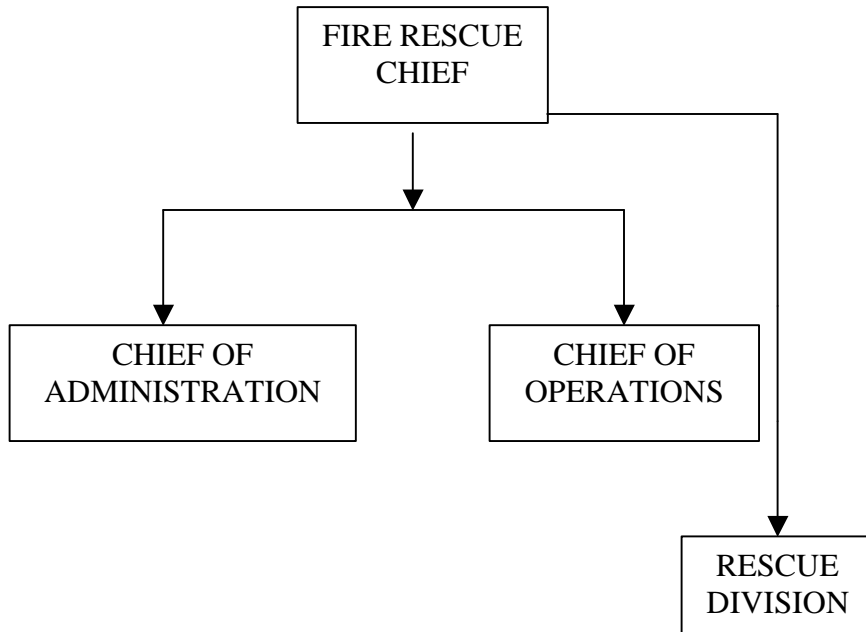 FIRE RESCUE
CHIEF
CHIEF OF
ADMINISTRATION
CHIEF OF
OPERATIONS
RESCUE
DIVISION